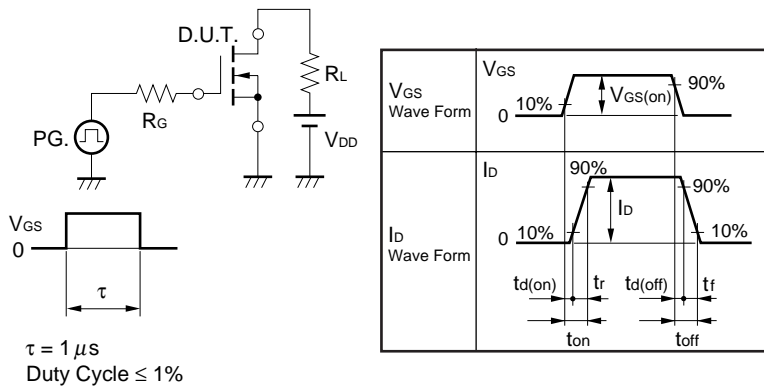 D.U.T.
RL
RG
PG.
VDD
VGS
0
τ
τ = 1 μs
Duty Cycle ≤ 1%
VGS
Wave Form
VGS
10%
0
VGS(on)
90%
ID
Wave Form
ID
90%
90%
ID
0
10%
10%
td(on)
tr
td(off)
tf
ton
toff